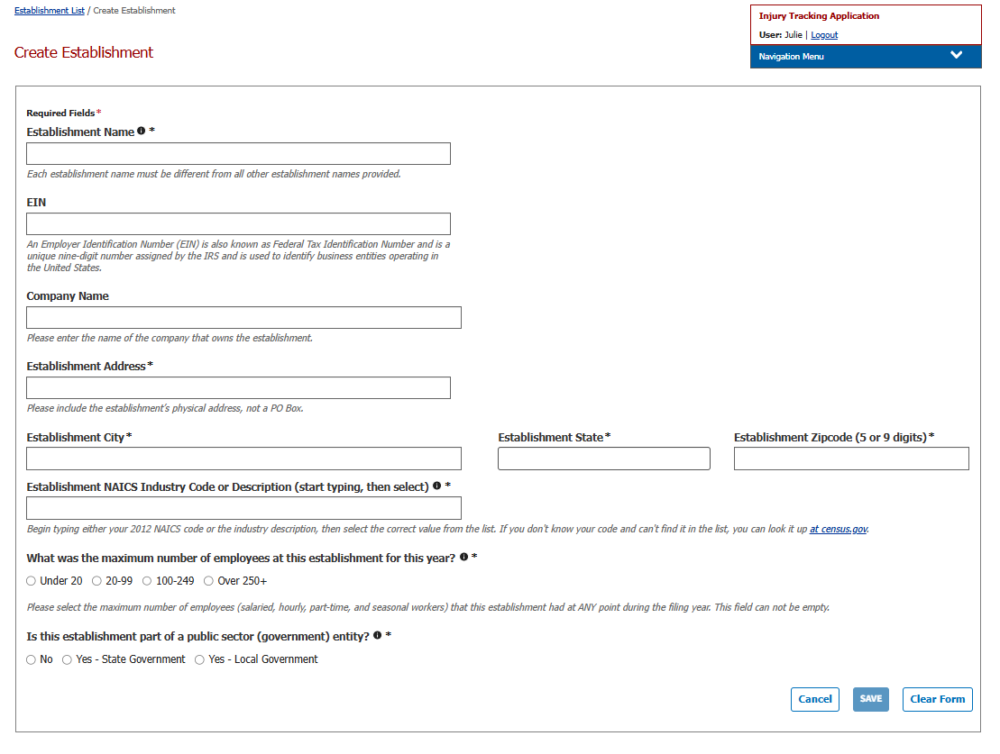 Establishment List / Create Establishment
Injury Tracking Application
User: Julie | Logout
Create Establishment
Navigation Menu
Required Fields*
Establishment Name *
Each establishment name must be different from all other establishment names provided.
EIN
An Employer Identification Number (EIN) is also known as Federal Tax Identification Number and is a
unique nine-digit number assigned by the IRS and is used to identify business entities operating in
the United States.
Company Name
Please enter the name of the company that owns the establishment.
Establishment Address*
Please include the establishment's physical address, not a PO Box.
Establishment City* Establishment State* Establishment Zipcode (5 or 9 digits)*
Establishment NAICS Industry Code or Description (start typing, then select) *
Begin typing either your 2012 NAICS code or the industry description, then select the correct value from the list. If you don't know your code and can't find it in the list, you can look it up at census.gov.
What was the maximum number of employees at this establishment for this year? *
Under 20 20-99 100-249 Over 250+
Please select the maximum number of employees (salaried, hourly, part-time, and seasonal workers) that this establishment had at ANY point during the filing year. This field can not be empty.
Is this establishment part of a public sector (government) entity? *
No Yes - State Government Yes - Local Government
Cancel SAVE Clear Form